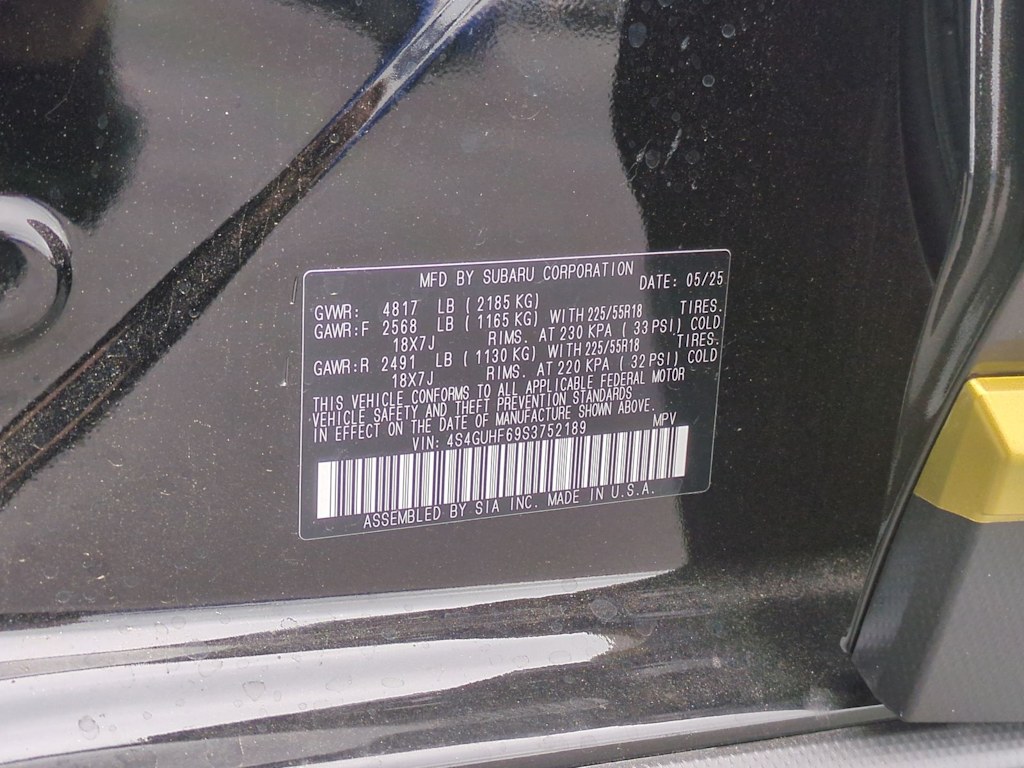 MFD BY SUBARU CORPORATION DATE: 05/25
GVWR: 4817 LB ( 2185 KG)
GAWR:F 2568 LB ( 1165 KG) WITH 225/55R18 TIRES.
18X7J RIMS. AT 230 KPA ( 33 PSI) COLD
GAWR:R 2491 LB ( 1130 KG) WITH 225/55R18 TIRES.
18X7J RIMS. AT 220 KPA ( 32 PSI) COLD
THIS VEHICLE CONFORMS TO ALL APPLICABLE FEDERAL MOTOR
VEHICLE SAFETY AND THEFT PREVENTION STANDARDS
IN EFFECT ON THE DATE OF MANUFACTURE SHOWN ABOVE.
VIN: 4S4GUHF69S3752189 MPV
ASSEMBLED BY SIA INC. MADE IN U.S.A.